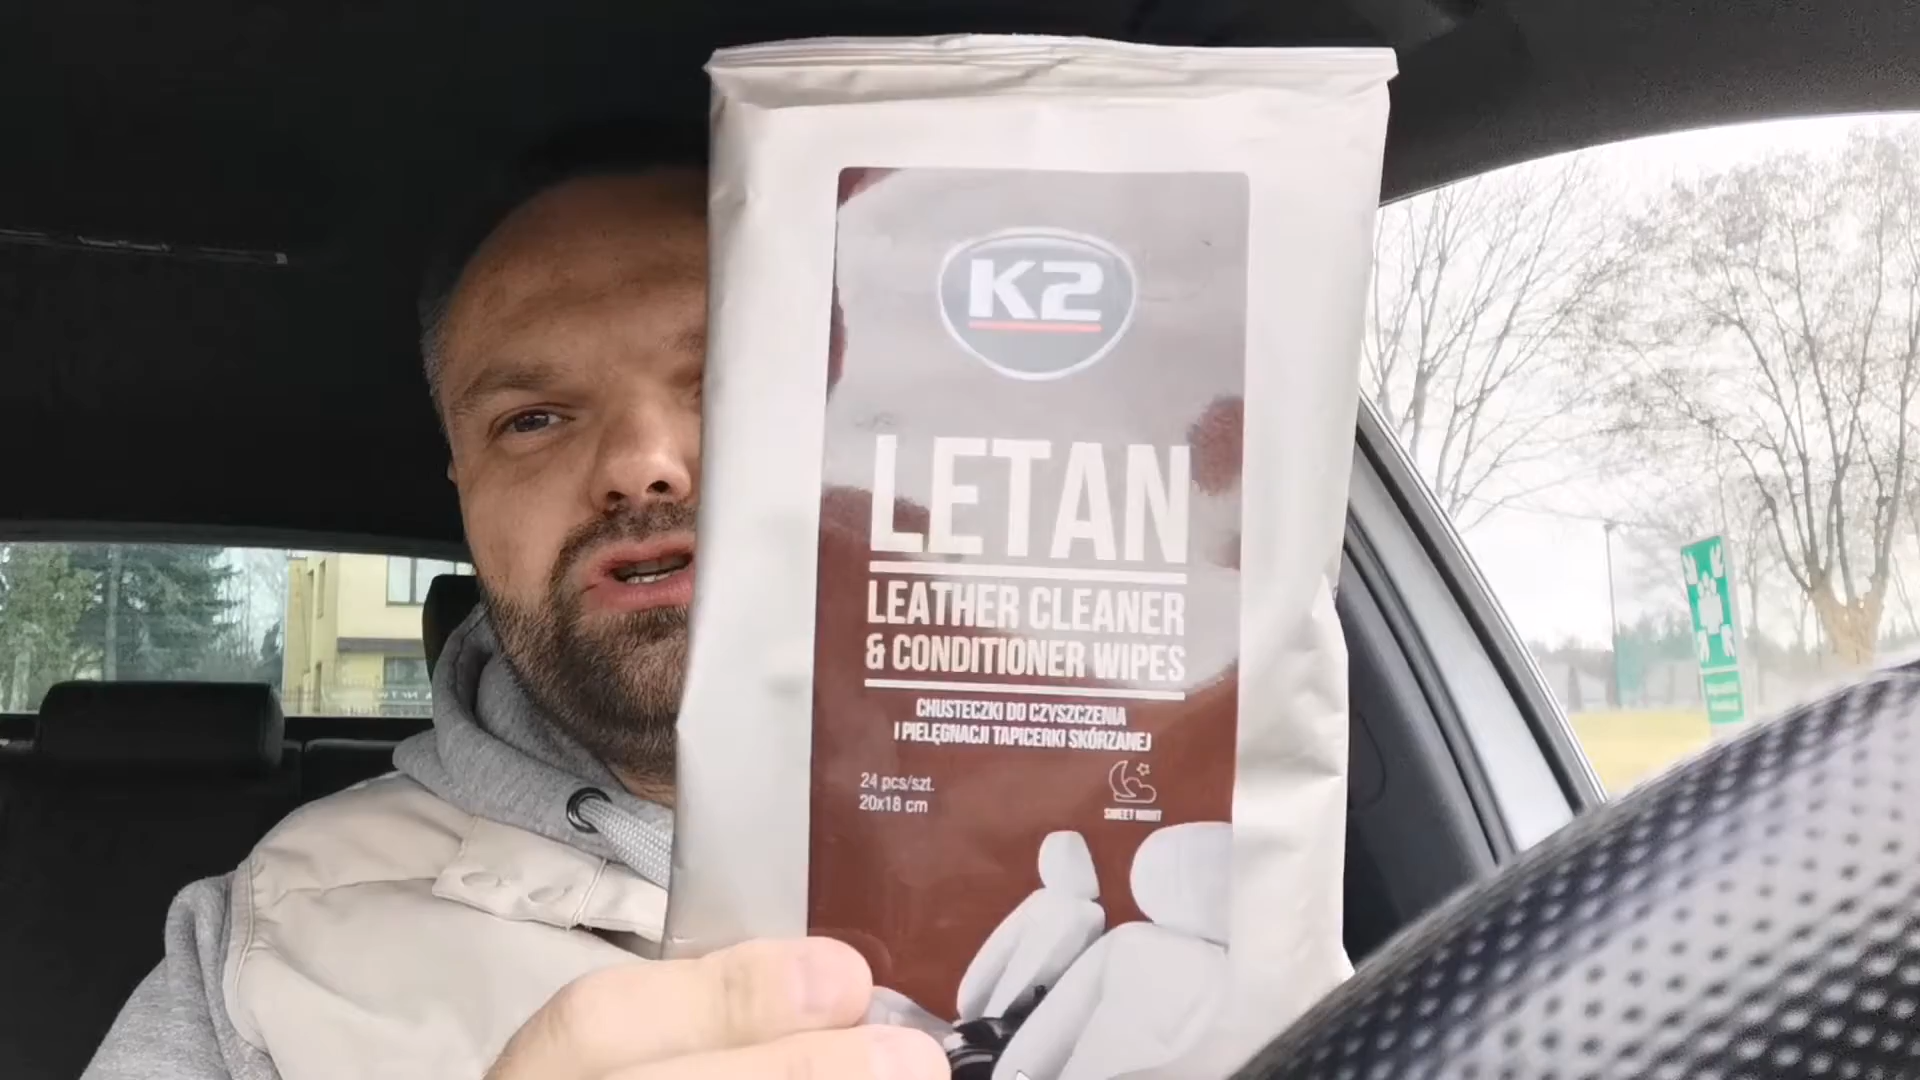 K2
LETAN
LEATHER CLEANER
& CONDITIONER WIPES
CHUSTECZKI DO CZYSZCZENIA
I PIELĘGNACJI TAPICERKI SKÓRZANEJ
24 pcs/szt.
20x18 cm
SWEET NIGHT